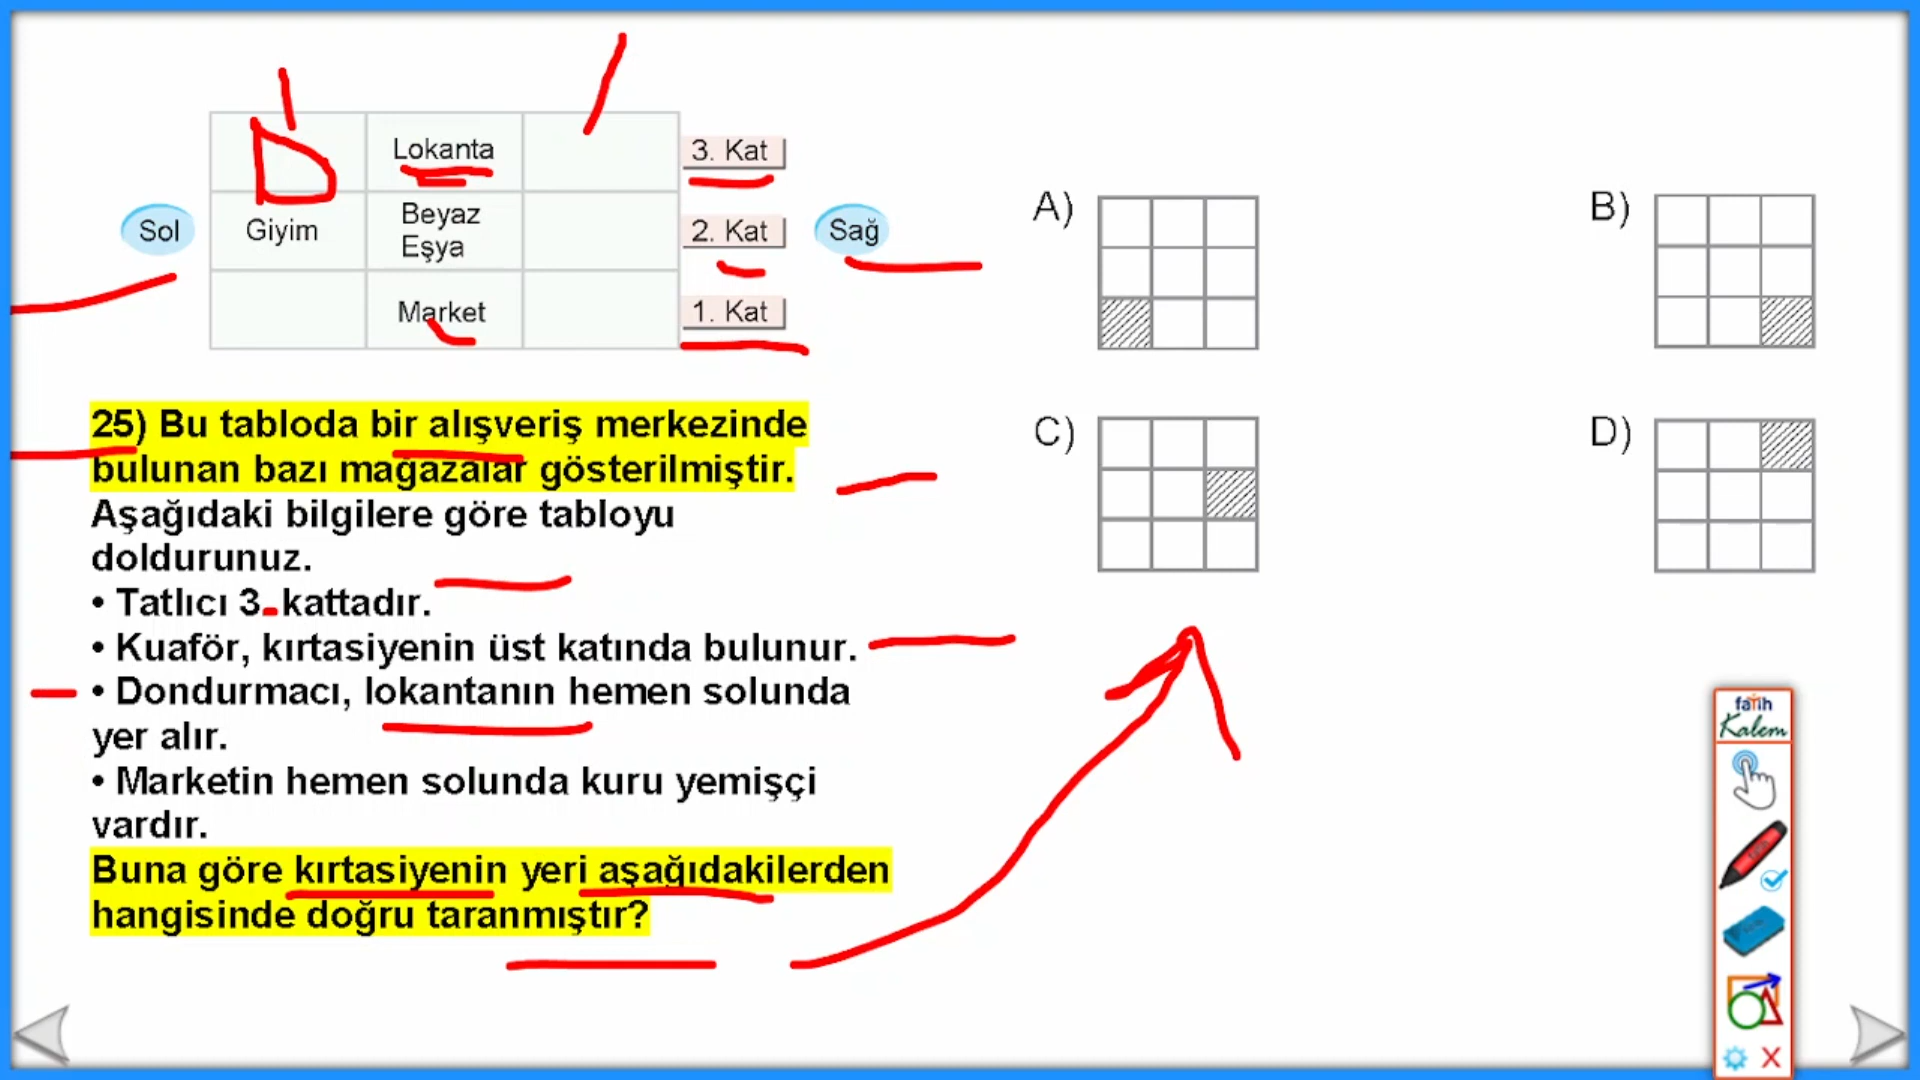 Lokanta
3. Kat
Sol
Giyim
Beyaz
Eşya
2. Kat
Sağ
Market
1. Kat
25) Bu tabloda bir alışveriş merkezinde
bulunan bazı mağazalar gösterilmiştir.
Aşağıdaki bilgilere göre tabloyu
doldurunuz.
• Tatlıcı 3. kattadır.
• Kuaför, kırtasiyenin üst katında bulunur.
• Dondurmacı, lokantanın hemen solunda
yer alır.
• Marketin hemen solunda kuru yemişçi
vardır.
Buna göre kırtasiyenin yeri aşağıdakilerden
hangisinde doğru taranmıştır?
A)
B)
C)
D)
fatih
Kalem